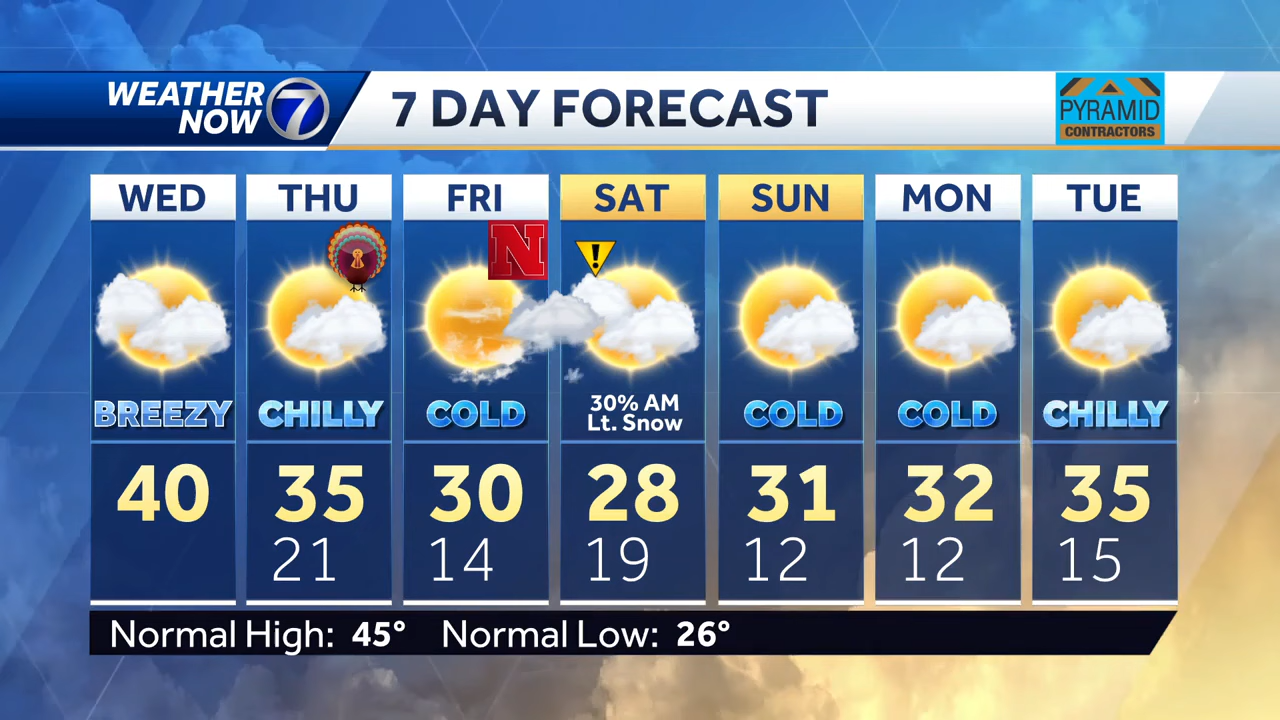 WEATHER
NOW 7
7 DAY FORECAST
PYRAMID
CONTRACTORS
WED THU FRI SAT SUN MON TUE
N
!
BREEZY CHILLY COLD 30% AM COLD COLD CHILLY
Lt. Snow
40 35 30 28 31 32 35
21 14 19 12 12 15
Normal High: 45° Normal Low: 26°